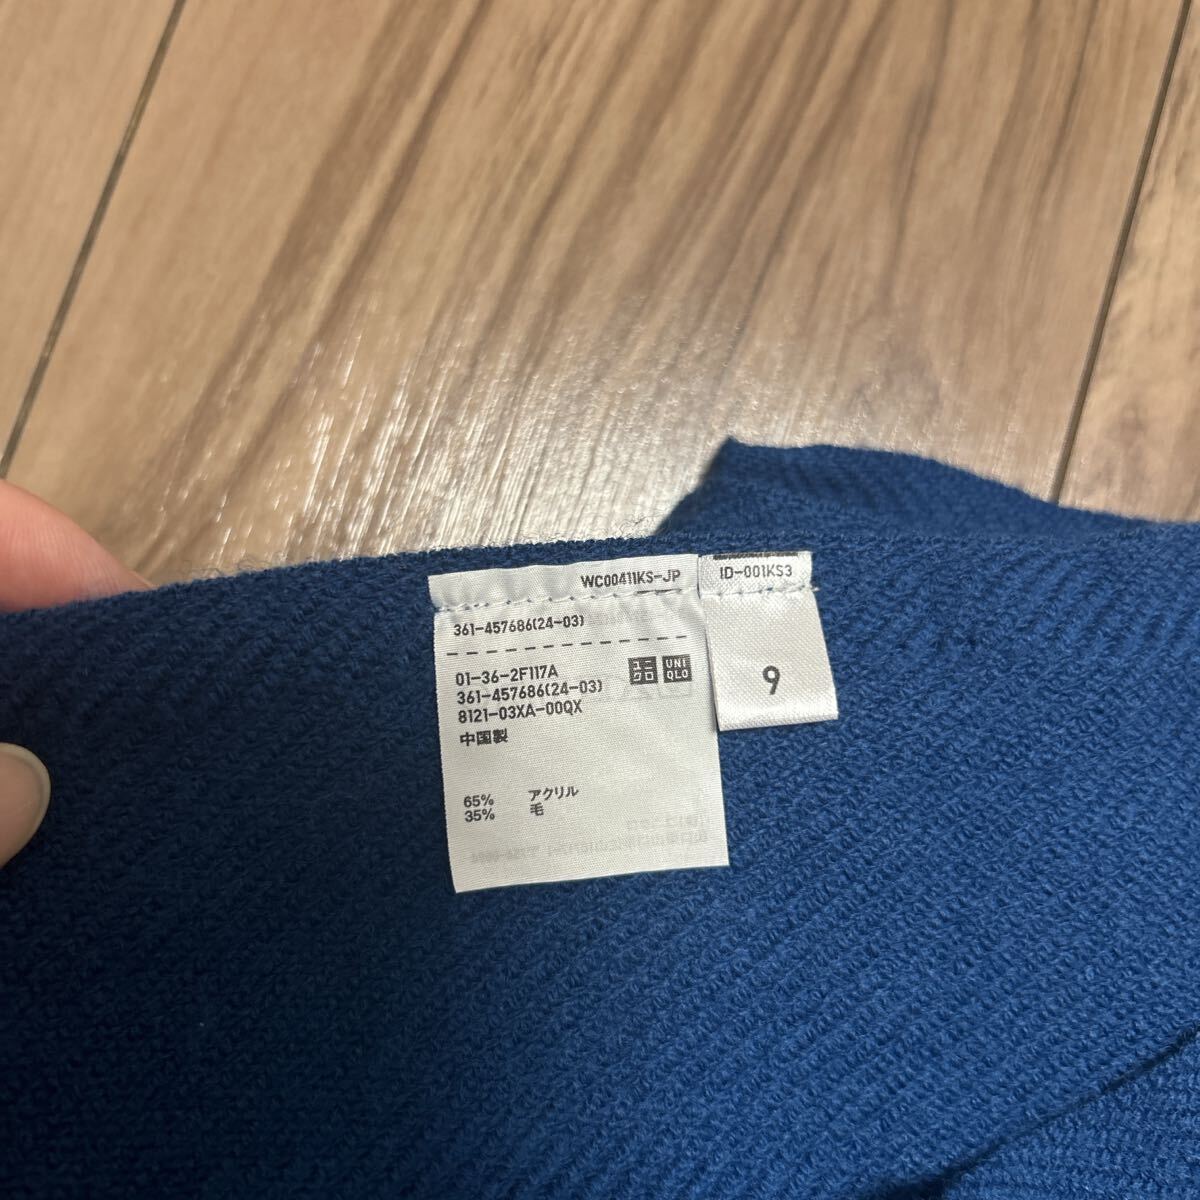 WC00411KS-JP
361-457686(24-03)
01-36-2F117A
361-457686(24-03)
8121-03XA-00QX
中国製
ユニクロ
UNIQLO
65% アクリル
35% 毛
ID-001KS3
9